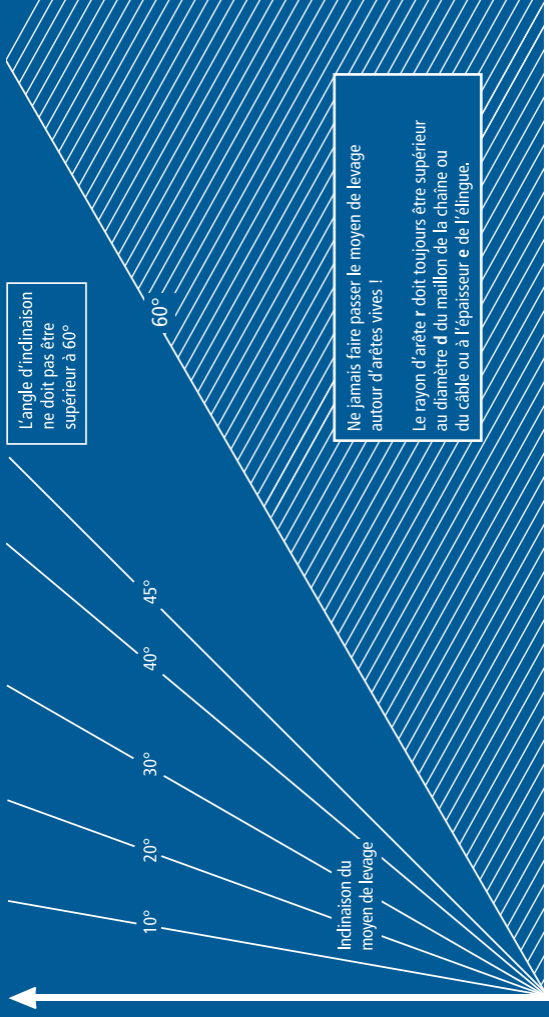 L'angle d'inclinaison
ne doit pas être
supérieur à 60°
10°
20°
30°
40°
45°
60°
Inclinaison du
moyen de levage
Ne jamais faire passer le moyen de levage
autour d'arêtes vives !
Le rayon d'arête r doit toujours être supérieur
au diamètre d du maillon de la chaîne ou
du câble ou à l'épaisseur e de l'élingue.